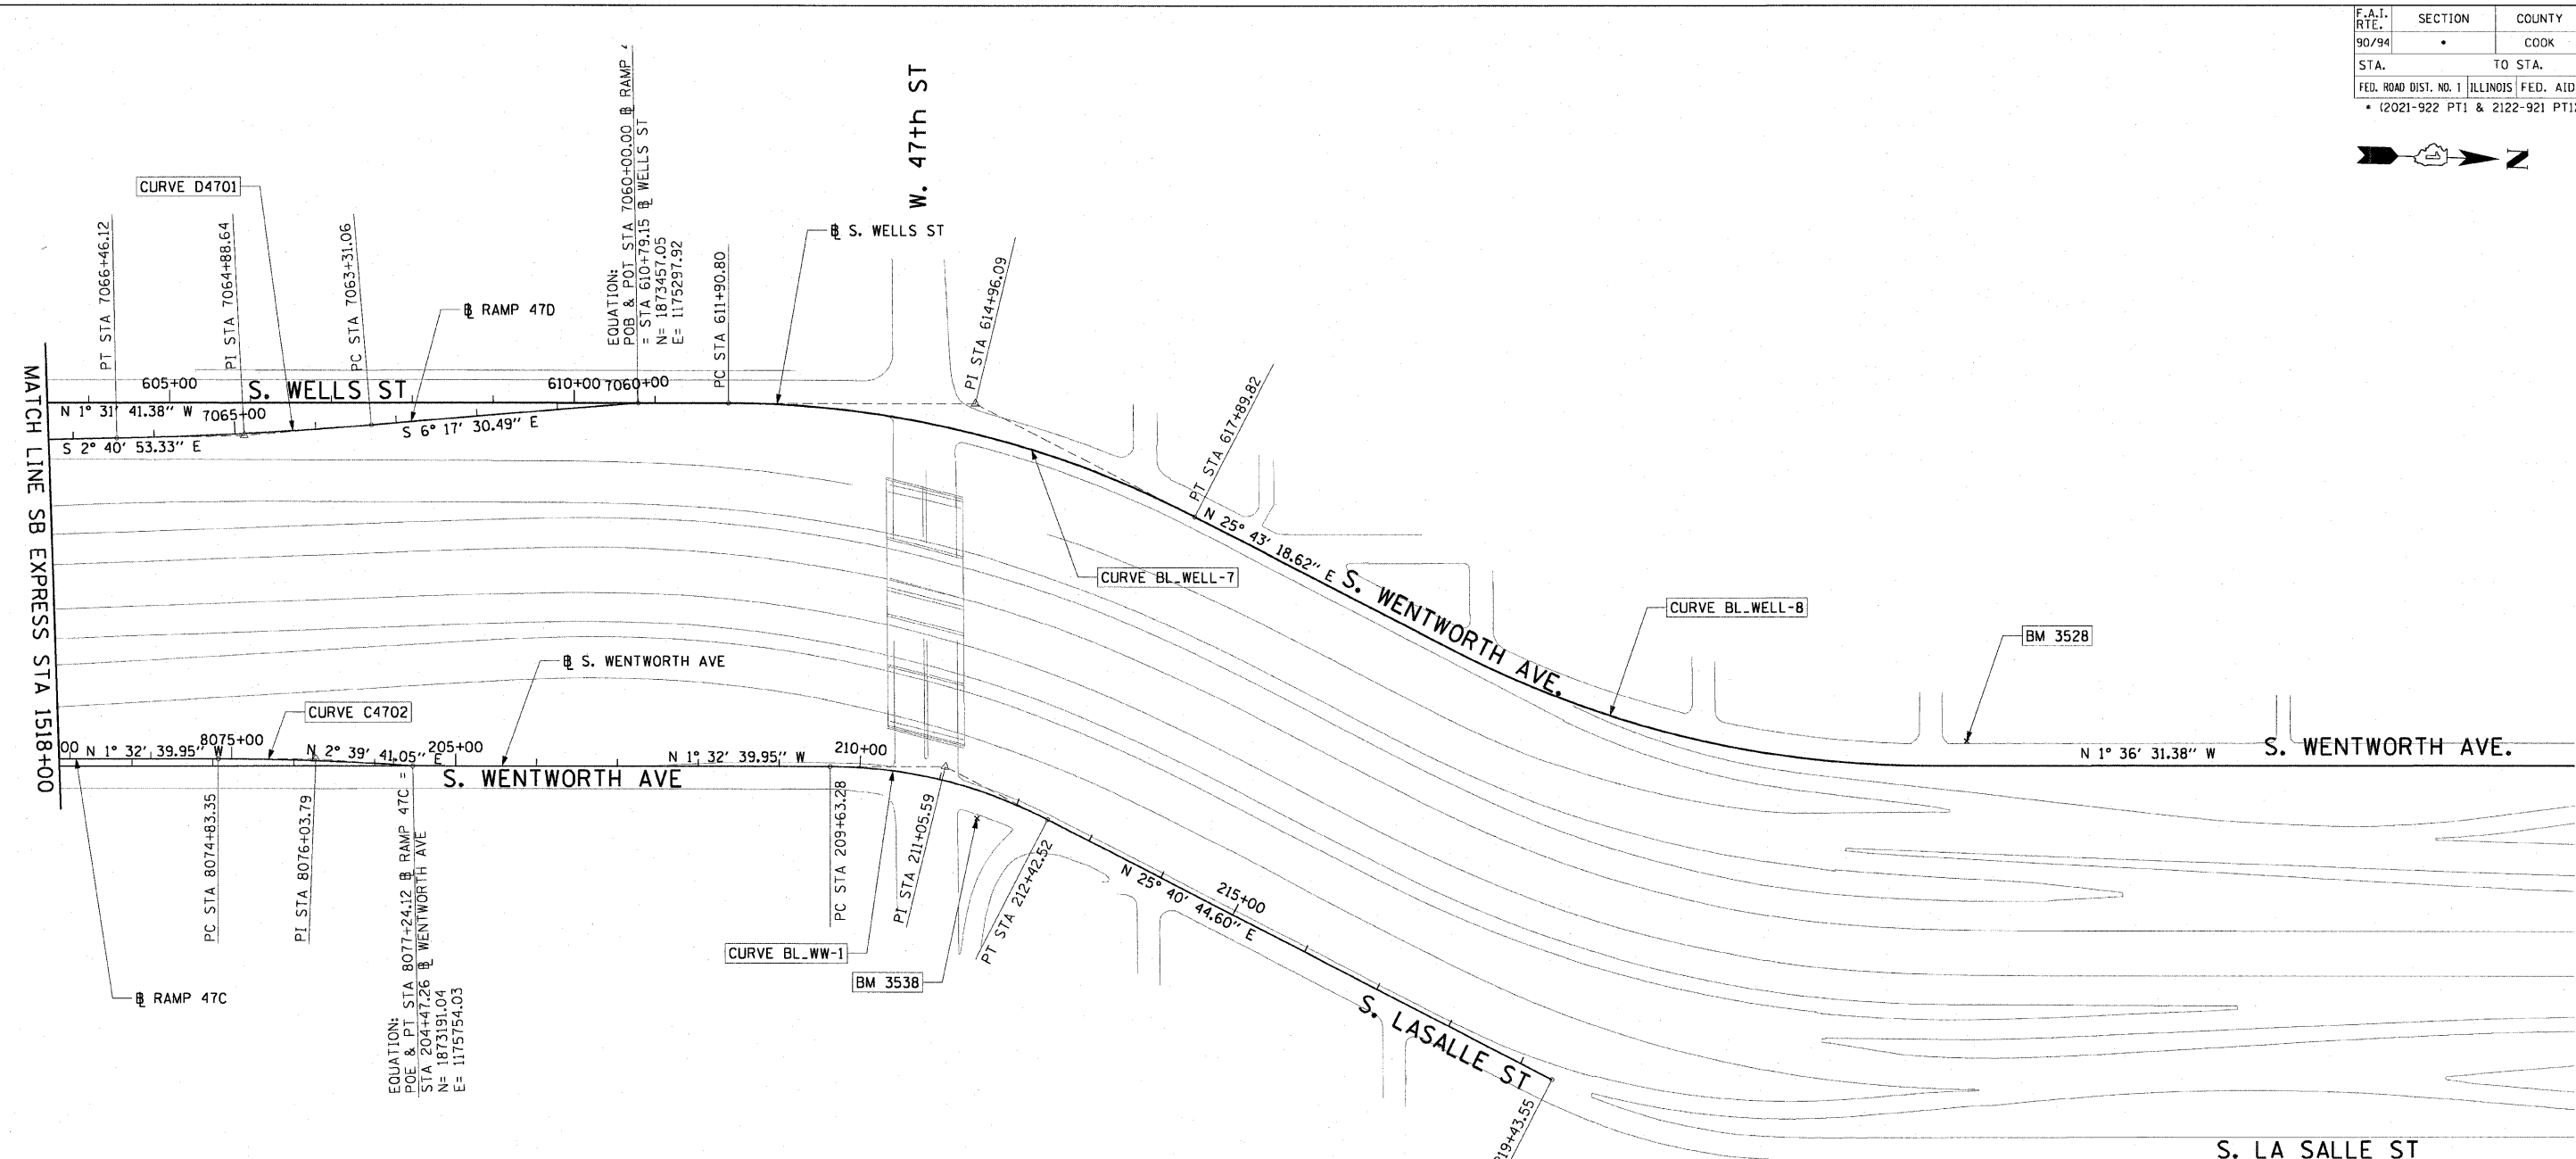 F.A.I. RTE. SECTION COUNTY
90/94 • COOK
STA. TO STA.
FED. ROAD DIST. NO. 1 ILLINOIS FED. AID
* (2021-922 PT1 & 2122-921 PT1
N
W. 47th ST
CURVE D4701
PT STA 7066+46.12
PI STA 7064+88.64
PC STA 7063+31.06
℄ RAMP 47D
EQUATION:
POB & POT STA 7060+00.00 ℄ RAMP
= STA 610+79.15 ℄ WELLS ST
N= 1873457.05
E= 1175297.92
PC STA 611+90.80
℄ S. WELLS ST
PI STA 614+96.09
PT STA 617+89.82
MATCH LINE SB EXPRESS STA 1518+00
605+00
S. WELLS ST
610+00
7060+00
N 1° 31' 41.38" W
7065+00
S 2° 40' 53.33" E
S 6° 17' 30.49" E
N 25° 43' 18.62" E
S. WENTWORTH AVE.
CURVE BL_WELL-7
CURVE BL_WELL-8
BM 3528
℄ S. WENTWORTH AVE
CURVE C4702
00
N 1° 32' 39.95" W
8075+00
N 2° 39' 41.05" E
205+00
N 1° 32' 39.95" W
210+00
S. WENTWORTH AVE
N 1° 36' 31.38" W
S. WENTWORTH AVE.
PC STA 8074+83.35
PI STA 8076+03.79
EQUATION:
POE & PT STA 8077+24.12 ℄ RAMP 47C =
STA 204+47.26 ℄ WENTWORTH AVE
N= 1873191.04
E= 1175754.03
PC STA 209+63.28
PI STA 211+05.59
PT STA 212+42.52
N 25° 40' 44.60" E
215+00
CURVE BL_WW-1
BM 3538
℄ RAMP 47C
S. LASALLE ST
219+43.55
S. LA SALLE ST